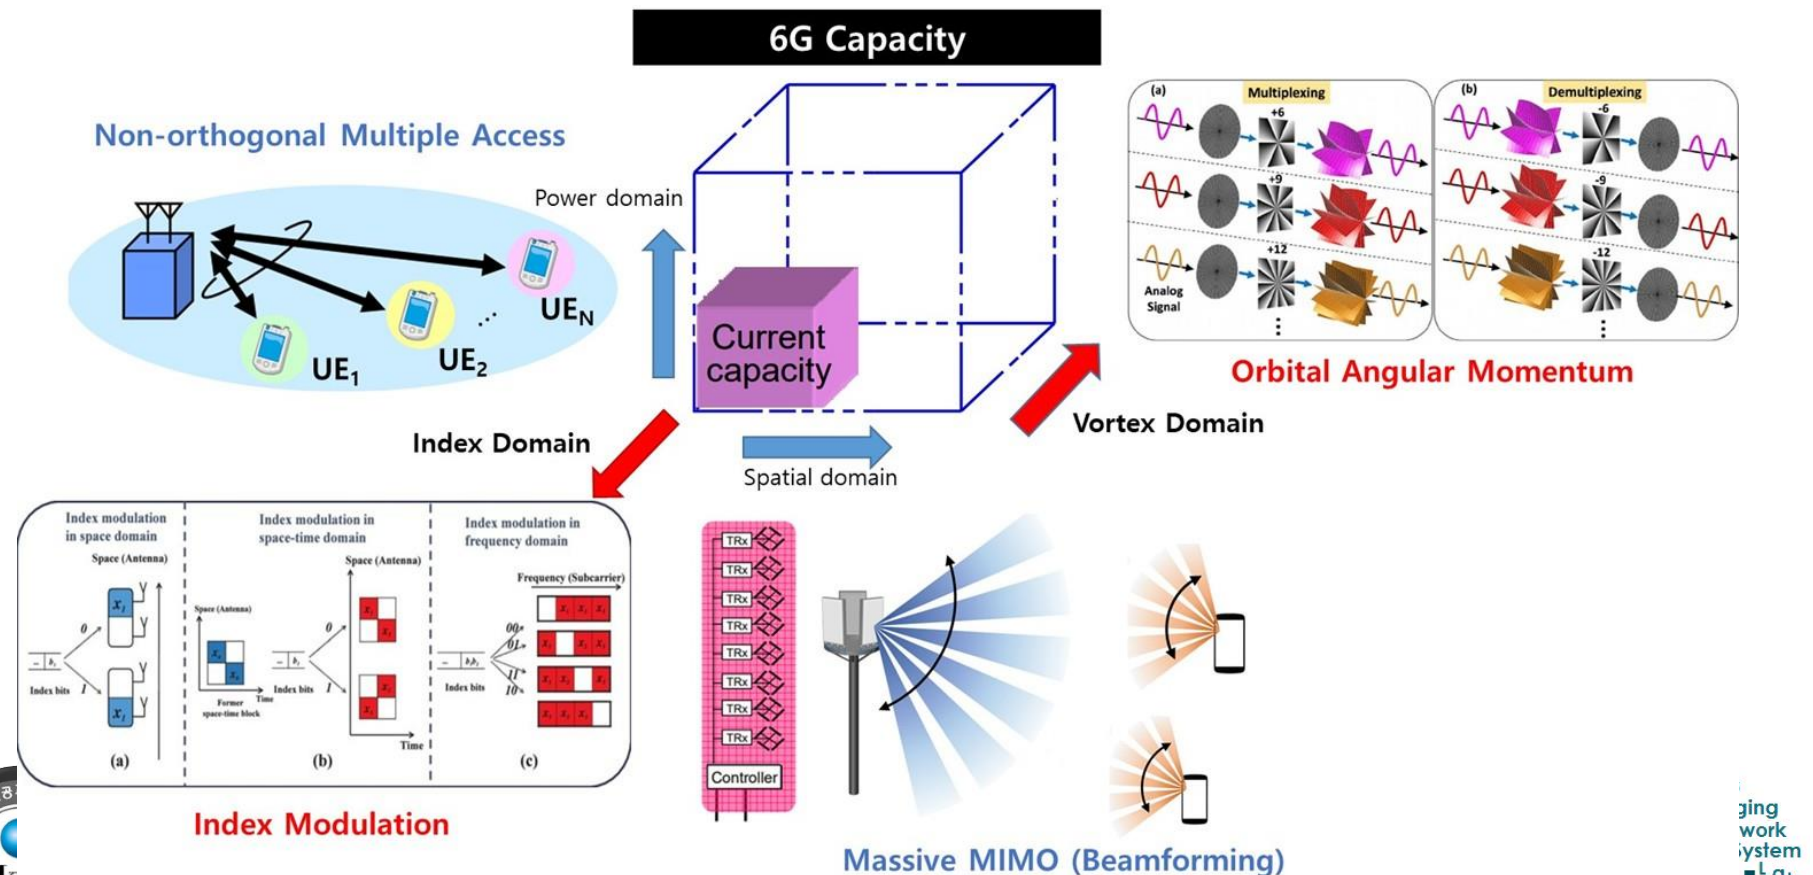 6G Capacity
Non-orthogonal Multiple Access
UE1
UE2
...
UEN
Power domain
Current
capacity
Spatial domain
Index Domain
Vortex Domain
(a)
Multiplexing
+6
+9
+12
Analog
Signal
(b)
Demultiplexing
-6
-9
-12
Orbital Angular Momentum
Index modulation
in space domain
Space (Antenna)
0
1
Index bits
(a)
Index modulation in
space-time domain
Space (Antenna)
Space (Antenna)
0
1
Index bits
Former
space-time block
Time
Time
(b)
Index modulation in
frequency domain
Frequency (Subcarrier)
00
01
11
10
Index bits
(c)
Index Modulation
TRx
TRx
TRx
TRx
TRx
TRx
TRx
TRx
Controller
Massive MIMO (Beamforming)
ging
work
ystem